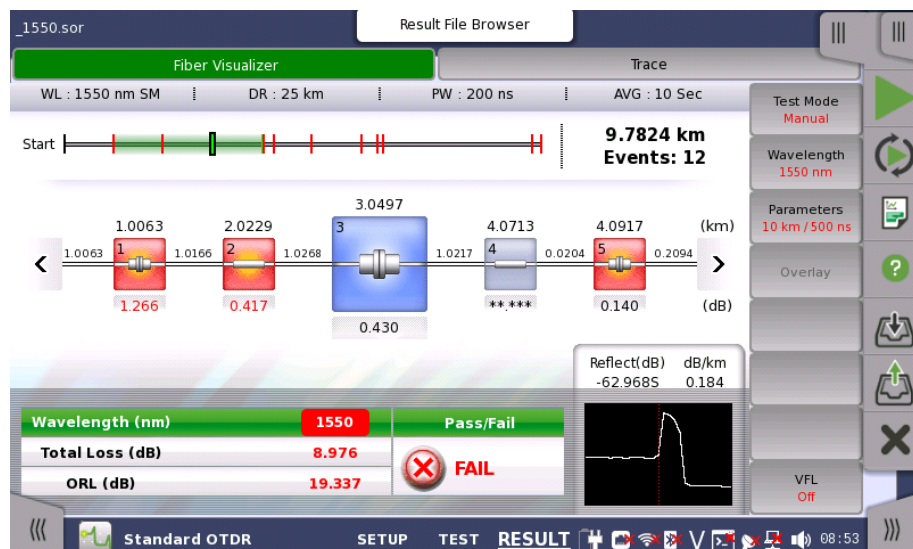 _1550.sor
Result File Browser
Fiber Visualizer
Trace
WL : 1550 nm SM
DR : 25 km
PW : 200 ns
AVG : 10 Sec
Start
9.7824 km
Events: 12
3.0497
1.0063
2.0229
4.0713
4.0917
(km)
1
2
3
4
5
1.0063
1.0166
1.0268
1.0217
0.0204
0.2094
1.266
0.417
**.***
0.140
(dB)
0.430
Reflect(dB)
dB/km
-62.968S
0.184
Wavelength (nm)
1550
Pass/Fail
Total Loss (dB)
8.976
FAIL
ORL (dB)
19.337
Test Mode
Manual
Wavelength
1550 nm
Parameters
10 km / 500 ns
Overlay
VFL
Off
Standard OTDR
SETUP
TEST
RESULT
V
08:53